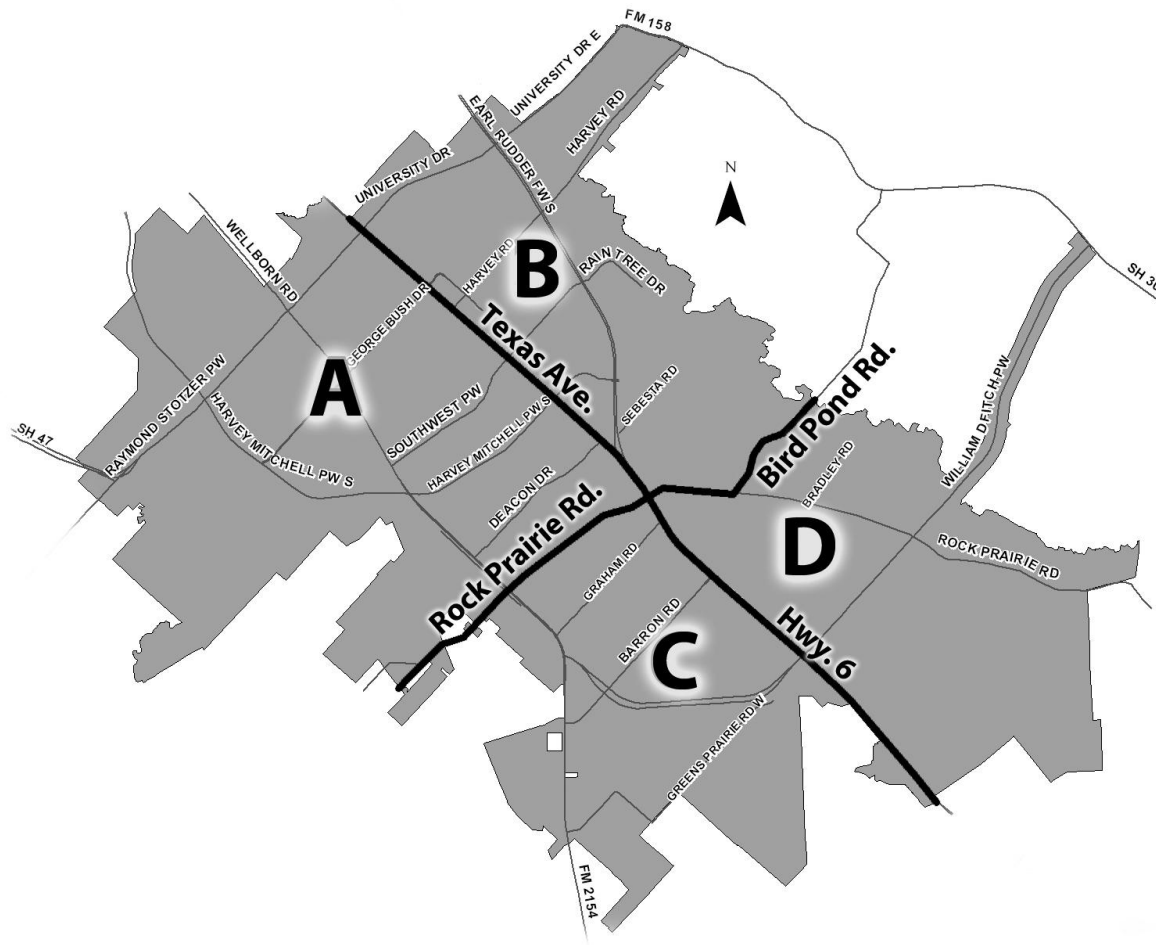 FM 158
UNIVERSITY DR E
EARL RUDDER FW S
HARVEY RD
UNIVERSITY DR
N
WELLBORN RD
HARVEY RD
B
RAIN TREE DR
SH 30
GEORGE BUSH DR
Texas Ave.
A
RAYMOND STOTZER PW
SOUTHWEST PW
SEBESTA RD
Bird Pond Rd.
WILLIAM D FITCH PW
SH 47
HARVEY MITCHELL PW S
HARVEY MITCHELL PW S
BRADLEY RD
DEACON DR
Rock Prairie Rd.
D
ROCK PRAIRIE RD
GRAHAM RD
BARRON RD
C
Hwy. 6
GREENS PRAIRIE RD W
FM 2154